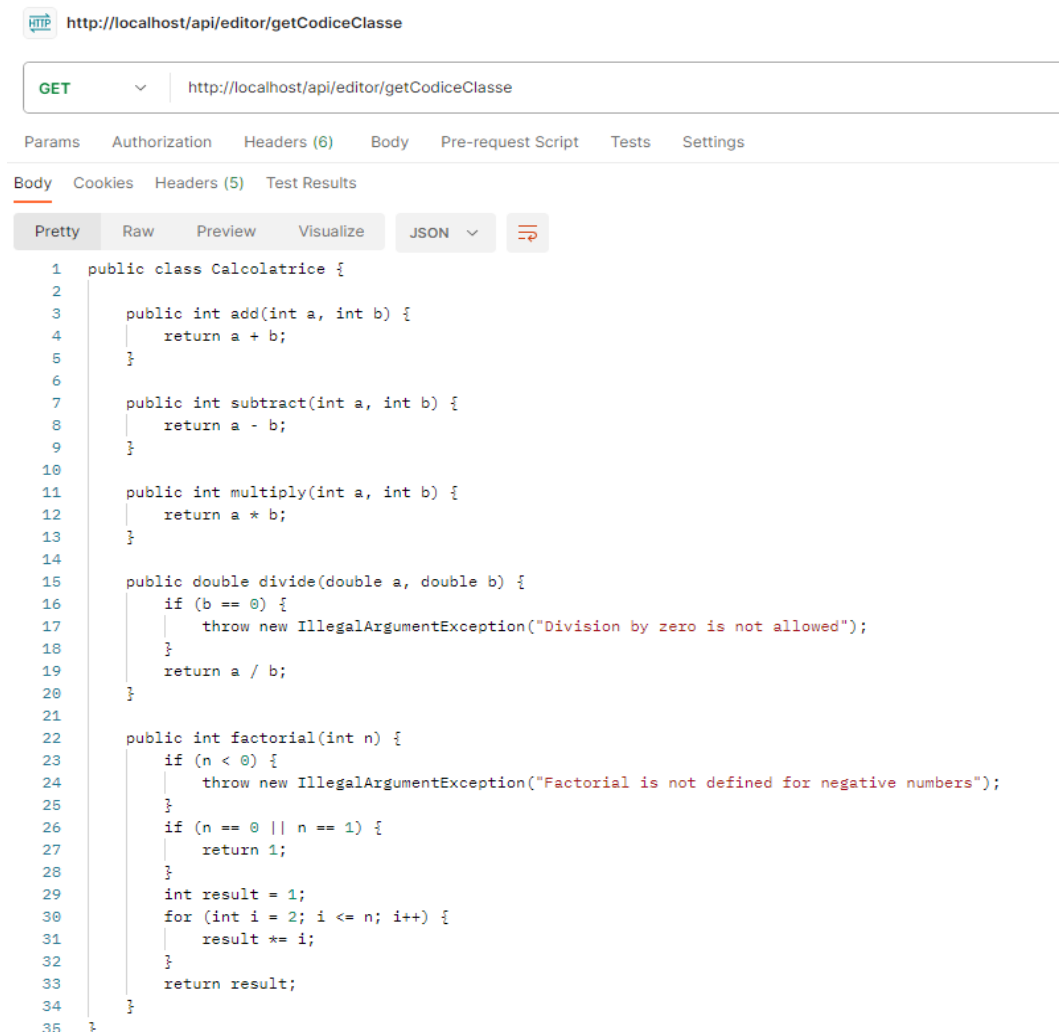 HTTP http://localhost/api/editor/getCodiceClasse
GET http://localhost/api/editor/getCodiceClasse
Params Authorization Headers (6) Body Pre-request Script Tests Settings
Body Cookies Headers (5) Test Results
Pretty Raw Preview Visualize JSON
1 public class Calcolatrice {
2
3     public int add(int a, int b) {
4         return a + b;
5     }
6
7     public int subtract(int a, int b) {
8         return a - b;
9     }
10
11     public int multiply(int a, int b) {
12         return a * b;
13     }
14
15     public double divide(double a, double b) {
16         if (b == 0) {
17             throw new IllegalArgumentException("Division by zero is not allowed");
18         }
19         return a / b;
20     }
21
22     public int factorial(int n) {
23         if (n < 0) {
24             throw new IllegalArgumentException("Factorial is not defined for negative numbers");
25         }
26         if (n == 0 || n == 1) {
27             return 1;
28         }
29         int result = 1;
30         for (int i = 2; i <= n; i++) {
31             result *= i;
32         }
33         return result;
34     }
35 }